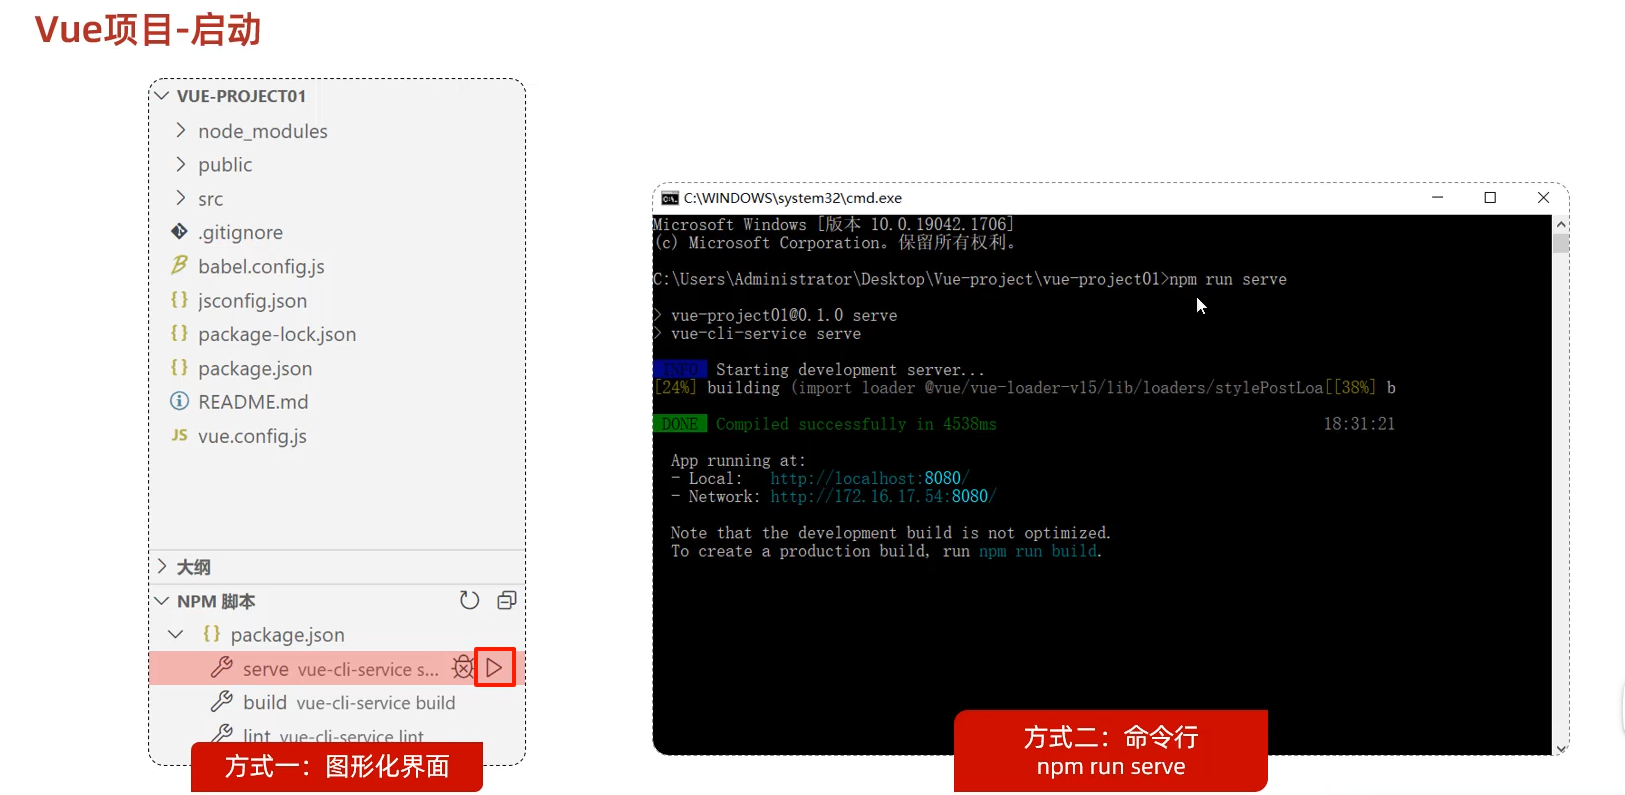 Vue项目-启动
VUE-PROJECT01
node_modules
public
src
.gitignore
babel.config.js
{} jsconfig.json
{} package-lock.json
{} package.json
README.md
JS vue.config.js
大纲
NPM 脚本
{} package.json
serve vue-cli-service s...
build vue-cli-service build
lint vue-cli-service lint
方式一：图形化界面
C:\WINDOWS\system32\cmd.exe
Microsoft Windows [版本 10.0.19042.1706]
(c) Microsoft Corporation。保留所有权利。
C:\Users\Administrator\Desktop\Vue-project\vue-project01>npm run serve
> vue-project01@0.1.0 serve
> vue-cli-service serve
INFO Starting development server...
[24%] building (import loader @vue/vue-loader-v15/lib/loaders/stylePostLoa[[38%] b
DONE Compiled successfully in 4538ms 18:31:21
App running at:
- Local: http://localhost:8080/
- Network: http://172.16.17.54:8080/
Note that the development build is not optimized.
To create a production build, run npm run build.
方式二：命令行
npm run serve